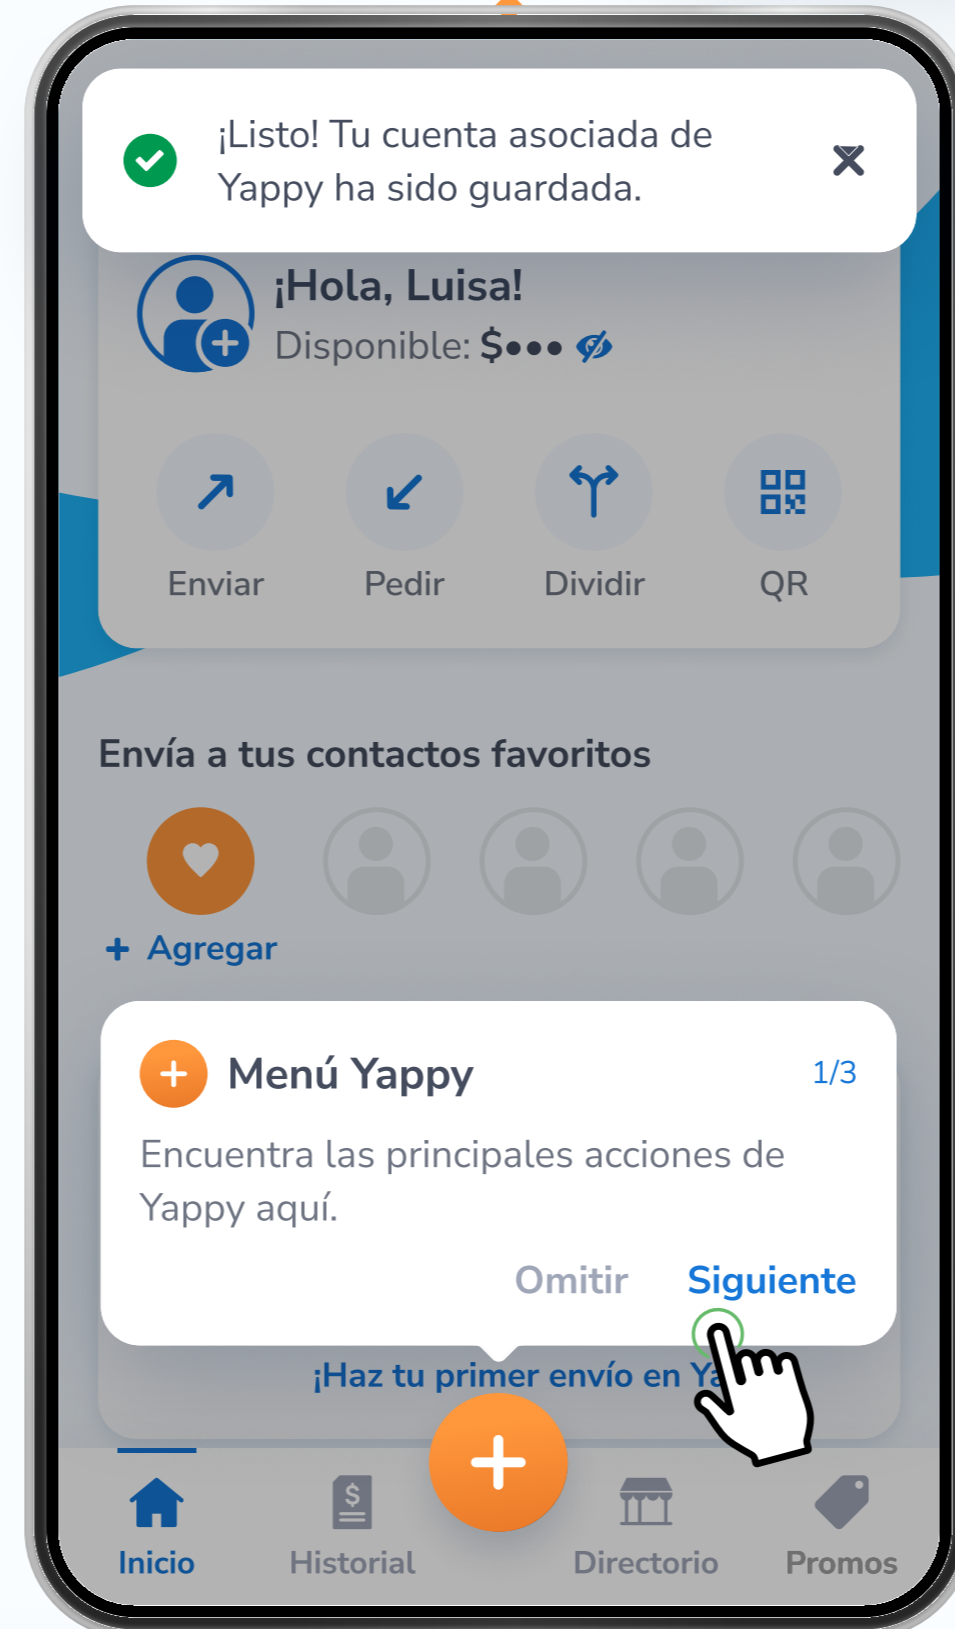 ¡Listo! Tu cuenta asociada de
Yappy ha sido guardada.
¡Hola, Luisa!
Disponible: $•••
Enviar
Pedir
Dividir
QR
Envía a tus contactos favoritos
+ Agregar
Menú Yappy
1/3
Encuentra las principales acciones de
Yappy aquí.
Omitir
Siguiente
¡Haz tu primer envío en
Inicio
Historial
Directorio
Promos